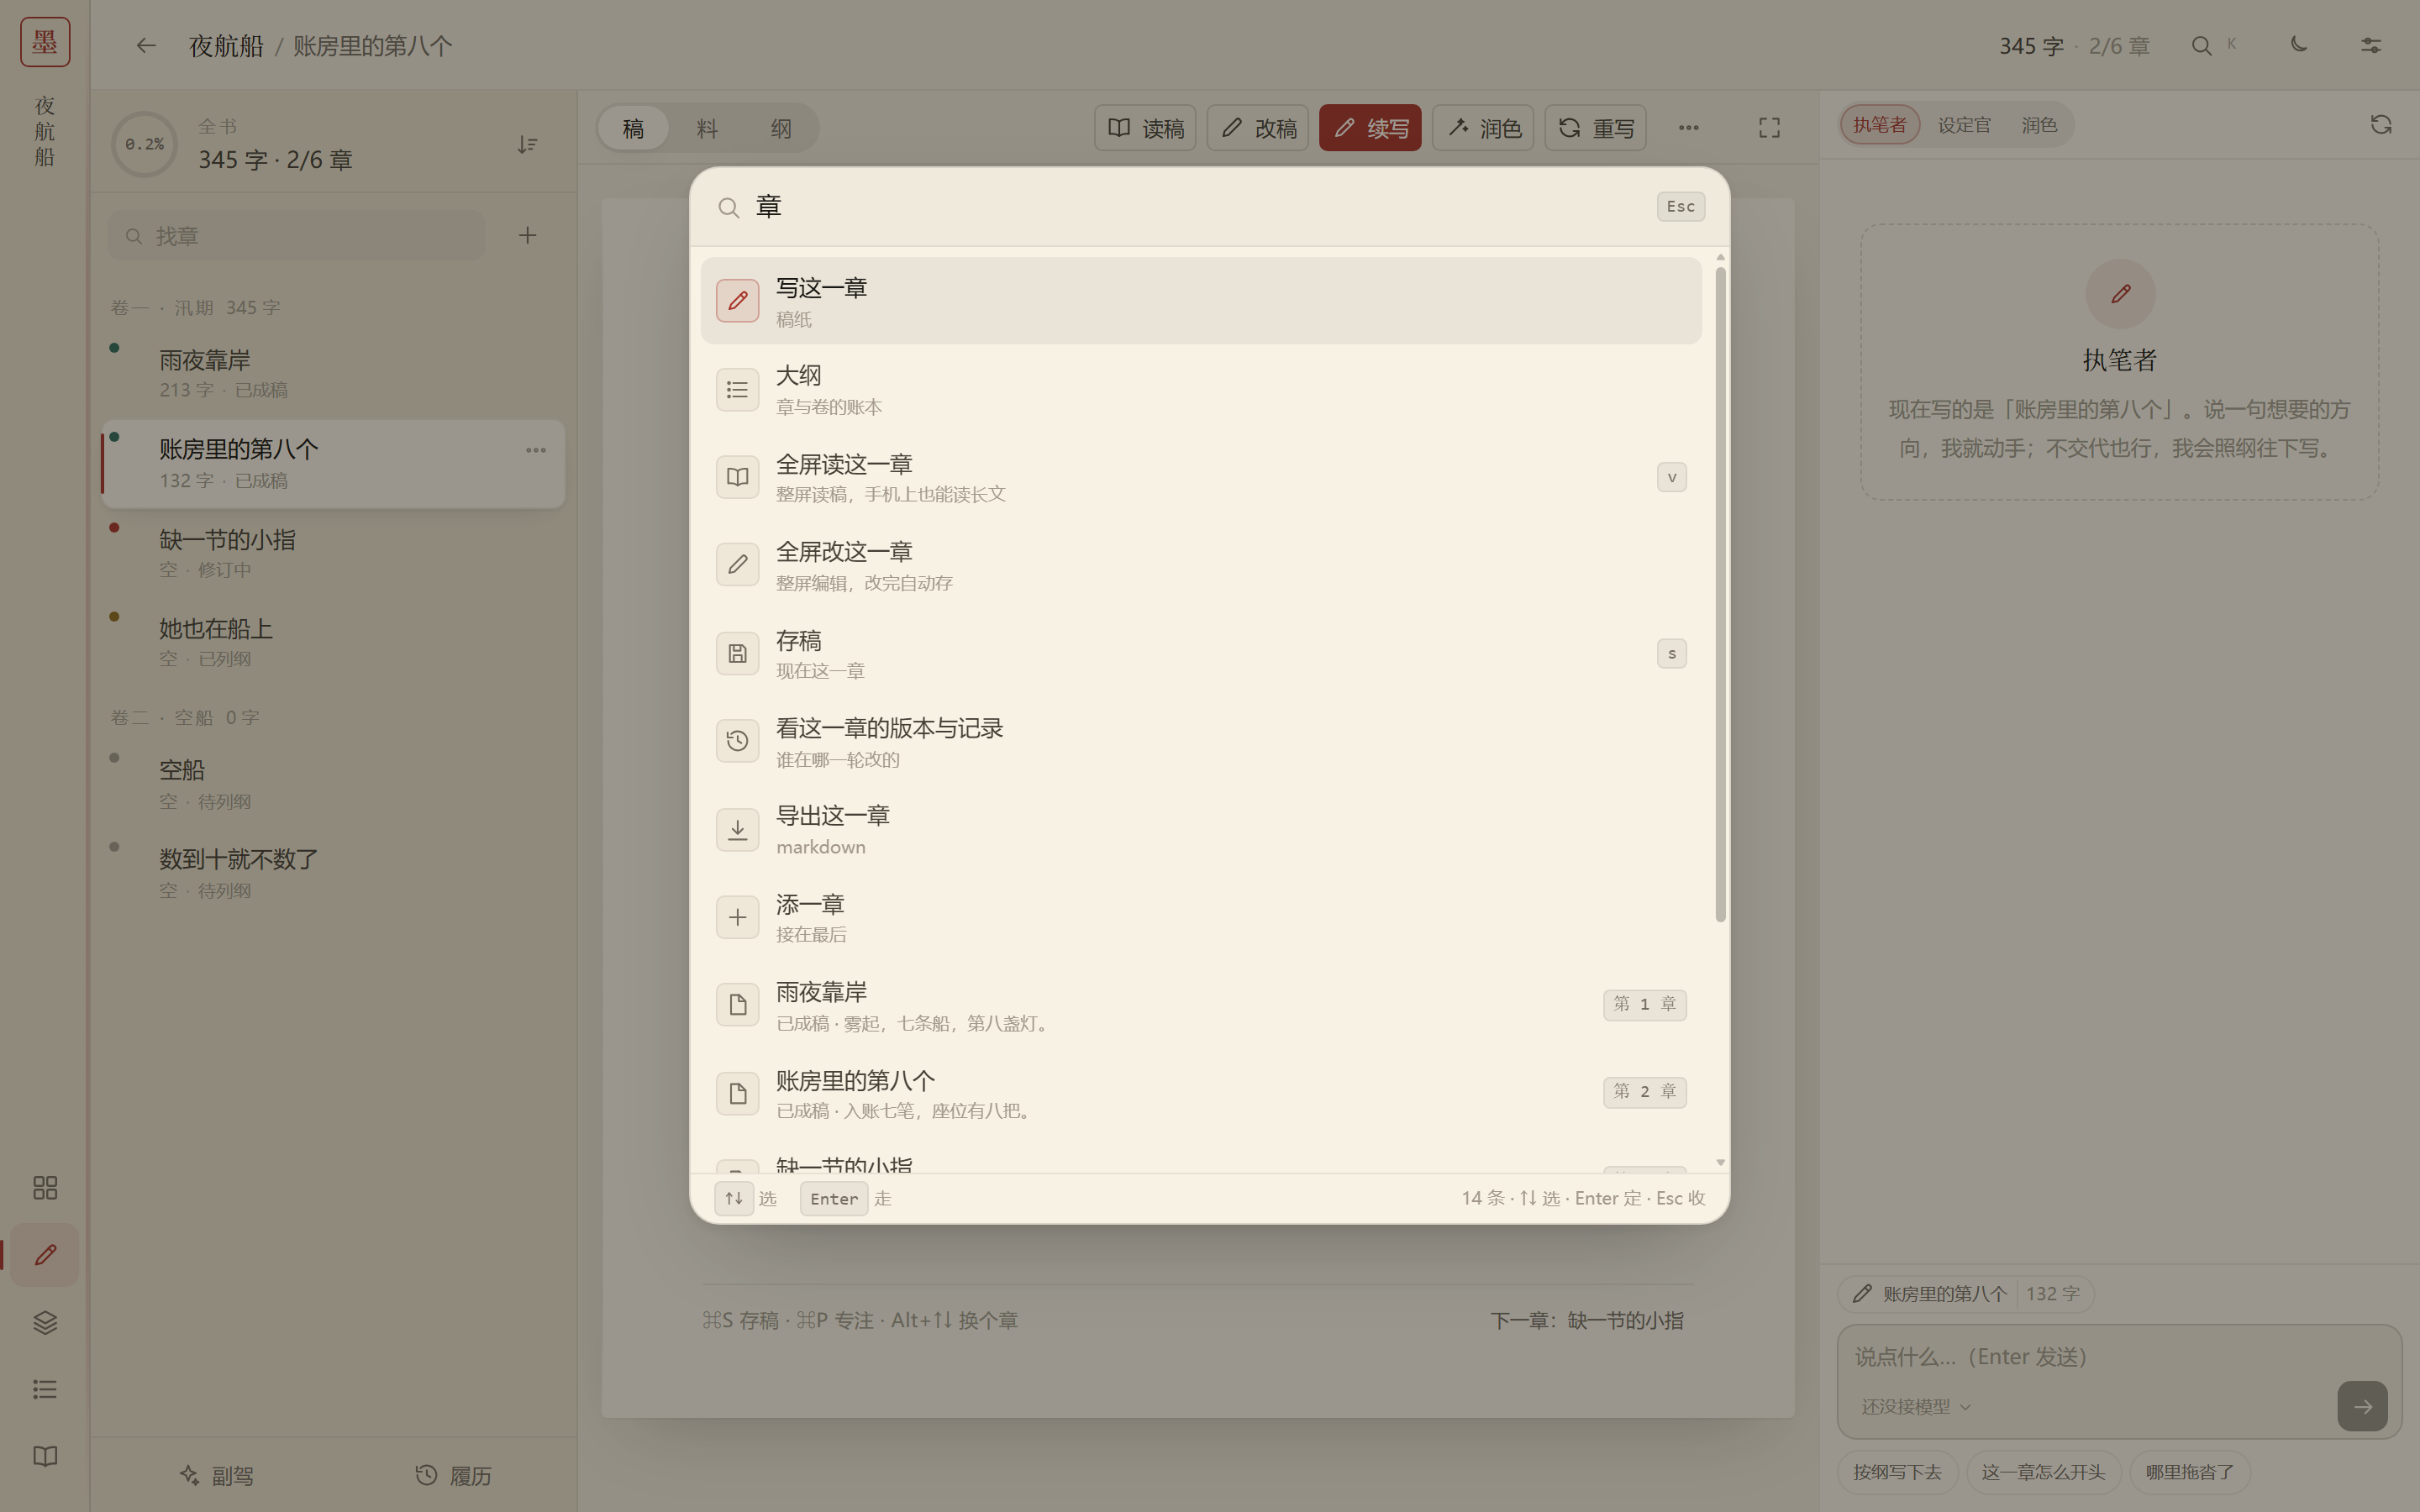 墨
夜航船
夜航船 / 账房里的第八个
345 字 · 2/6 章
K
0.2%
全书
345 字 · 2/6 章
找章
卷一 · 汛期 345 字
雨夜靠岸
213 字 · 已成稿
账房里的第八个
132 字 · 已成稿
缺一节的小指
空 · 修订中
她也在船上
空 · 已列纲
卷二 · 空船 0 字
空船
空 · 待列纲
数到十就不数了
空 · 待列纲
副驾
履历
稿 料 纲
读稿 改稿 续写 润色 重写
章
Esc
写这一章
稿纸
大纲
章与卷的账本
全屏读这一章
整屏读稿，手机上也能读长文
v
全屏改这一章
整屏编辑，改完自动存
存稿
现在这一章
s
看这一章的版本与记录
谁在哪一轮改的
导出这一章
markdown
添一章
接在最后
雨夜靠岸
已成稿 · 雾起，七条船，第八盏灯。
第 1 章
账房里的第八个
已成稿 · 入账七笔，座位有八把。
第 2 章
缺一节的小指
↑↓ 选 Enter 走
14 条 · ↑↓ 选 · Enter 定 · Esc 收
⌘S 存稿 · ⌘P 专注 · Alt+↑↓ 换个章
下一章：缺一节的小指
执笔者 设定官 润色
执笔者
现在写的是「账房里的第八个」。说一句想要的方
向，我就动手；不交代也行，我会照纲往下写。
账房里的第八个 132 字
说点什么…（Enter 发送）
还没接模型
按纲写下去 这一章怎么开头 哪里拖沓了